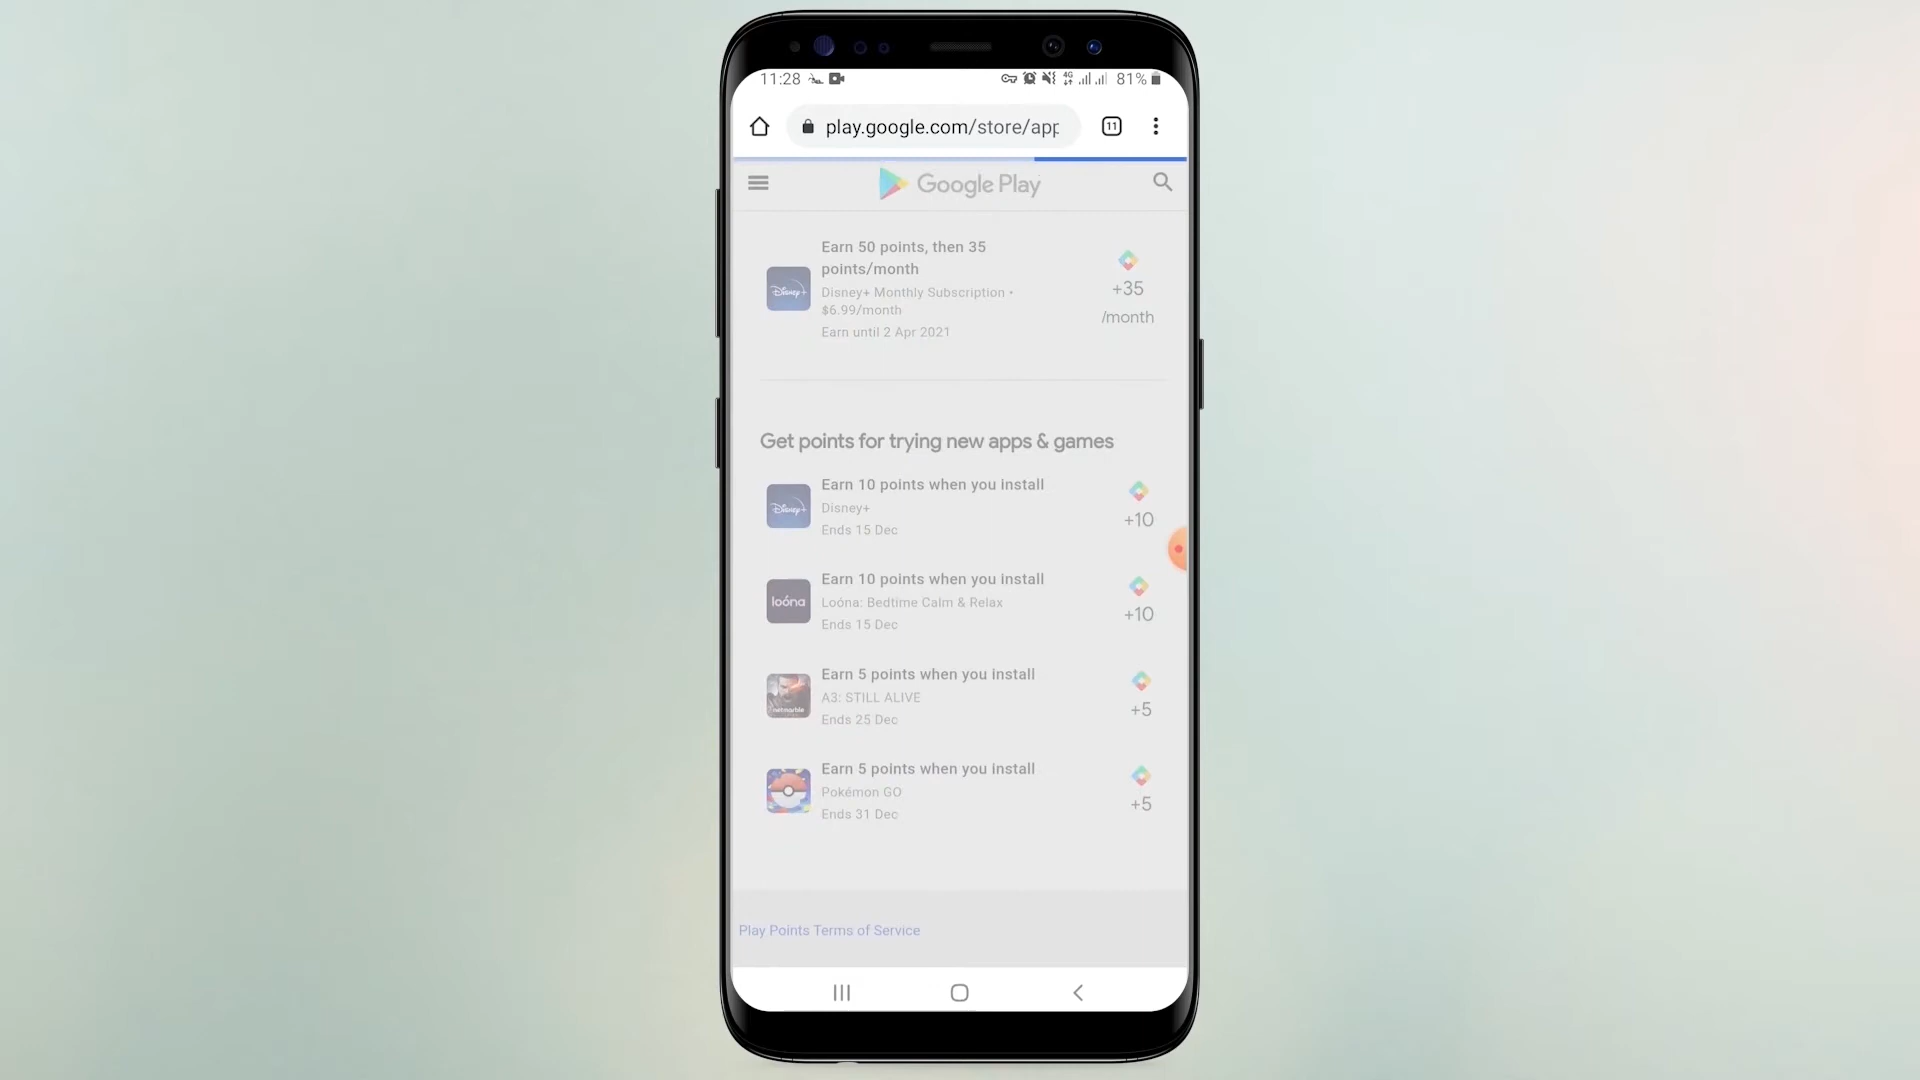 11:28
4G
81%
play.google.com/store/app
11
Google Play
Earn 50 points, then 35
points/month
Disney+ Monthly Subscription •
$6.99/month
Earn until 2 Apr 2021
+35
/month
Disney+
Get points for trying new apps & games
Earn 10 points when you install
Disney+
Ends 15 Dec
+10
Disney+
Earn 10 points when you install
Loóna: Bedtime Calm & Relax
Ends 15 Dec
+10
loóna
Earn 5 points when you install
A3: STILL ALIVE
Ends 25 Dec
+5
netmarble
Earn 5 points when you install
Pokémon GO
Ends 31 Dec
+5
Play Points Terms of Service